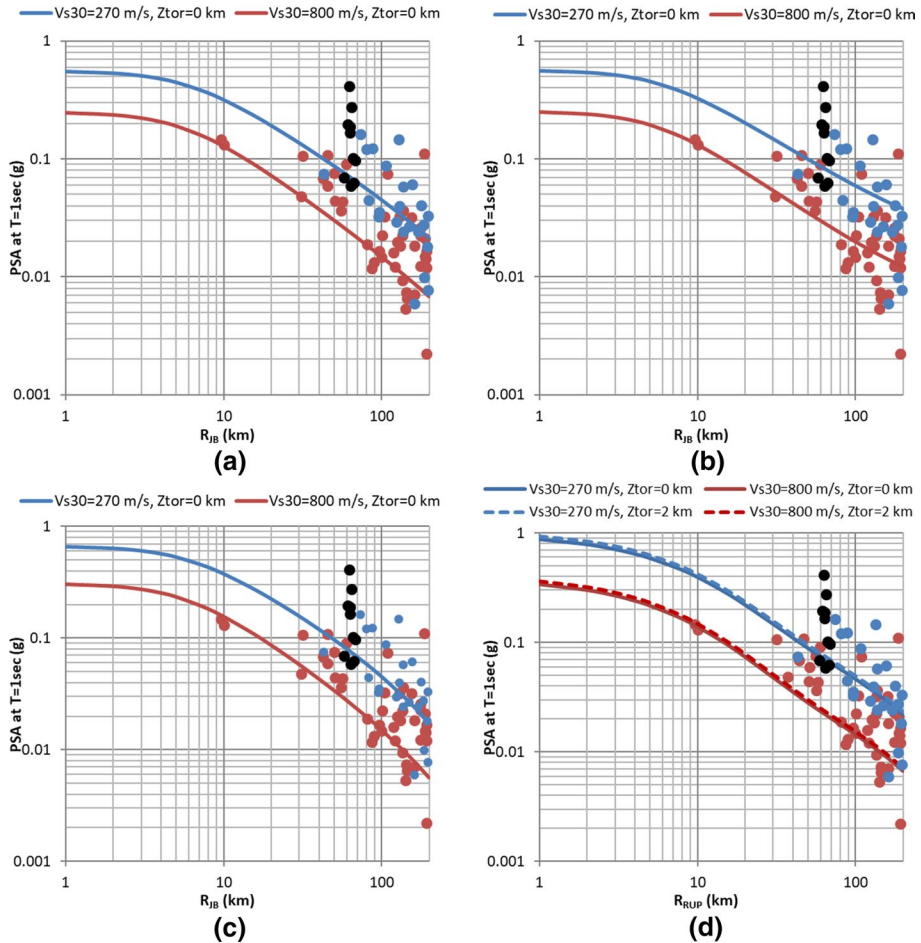 Vs30=270 m/s, Ztor=0 km Vs30=800 m/s, Ztor=0 km
1
0.1
0.01
0.001
PSA at T=1sec (g)
1 10 100
R_JB (km)
(a)
Vs30=270 m/s, Ztor=0 km Vs30=800 m/s, Ztor=0 km
1
0.1
0.01
0.001
PSA at T=1sec (g)
1 10 100
R_JB (km)
(b)
Vs30=270 m/s, Ztor=0 km Vs30=800 m/s, Ztor=0 km
1
0.1
0.01
0.001
PSA at T=1sec (g)
1 10 100
R_JB (km)
(c)
Vs30=270 m/s, Ztor=0 km Vs30=800 m/s, Ztor=0 km
Vs30=270 m/s, Ztor=2 km Vs30=800 m/s, Ztor=2 km
1
0.1
0.01
0.001
PSA at T=1sec (g)
1 10 100
R_RUP (km)
(d)